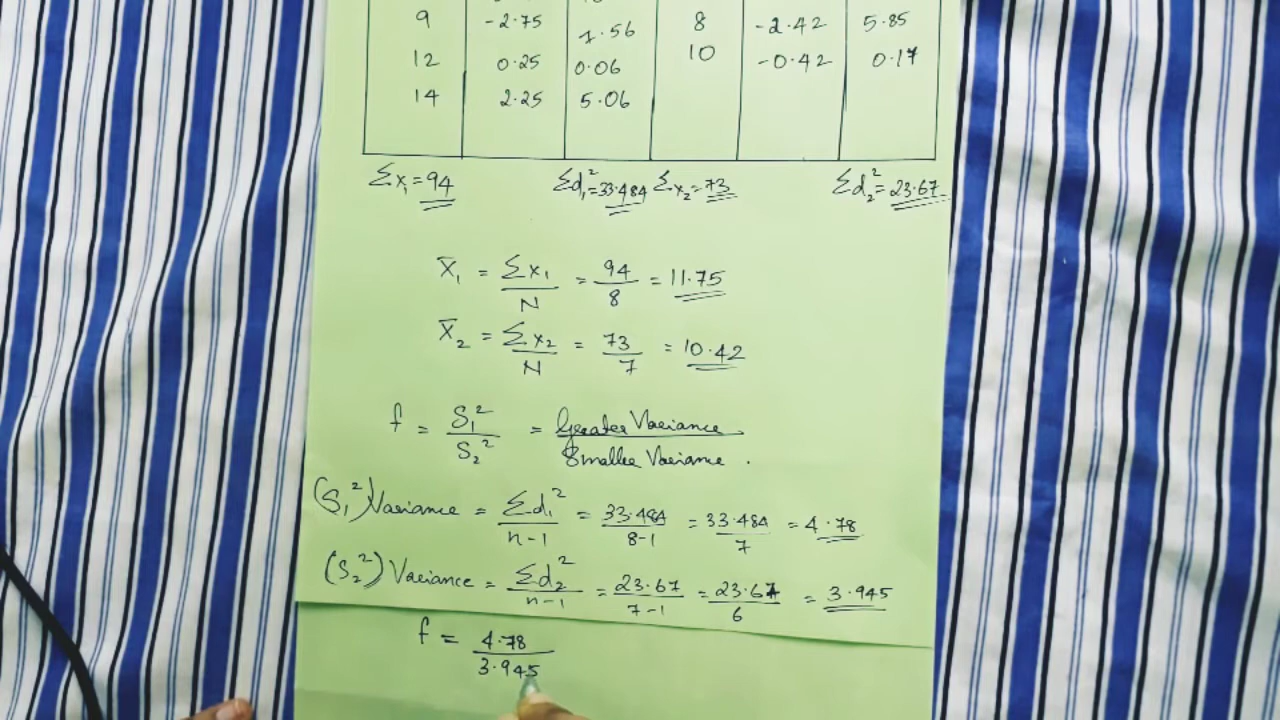 9 -2.75 7.56 8 -2.42 5.85
12 0.25 0.06 10 -0.42 0.17
14 2.25 5.06
Σx₁=94 Σd₁²=33.484 Σx₂=73 Σd₂²=23.67
X̄₁ = Σx₁/N = 94/8 = 11.75
X̄₂ = Σx₂/N = 73/7 = 10.42
f = S₁²/S₂² = Greater Variance/Smaller Variance.
(S₁²) Variance = Σd₁²/n-1 = 33.484/8-1 = 33.484/7 = 4.78
(S₂²) Variance = Σd₂²/n-1 = 23.67/7-1 = 23.67/6 = 3.945
f = 4.78/3.945